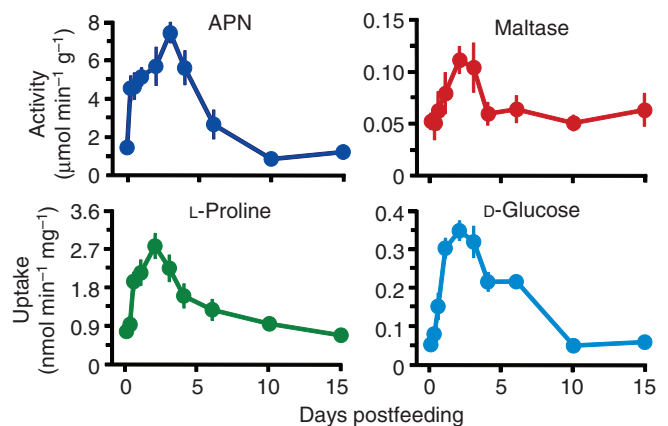 APN
Maltase
Activity
(μmol min⁻¹ g⁻¹)
8
6
4
2
0
0.15
0.10
0.05
0
L-Proline
D-Glucose
Uptake
(nmol min⁻¹ mg⁻¹)
3.6
2.7
1.8
0.9
0
0.4
0.3
0.2
0.1
0
0 5 10 15
0 5 10 15
Days postfeeding